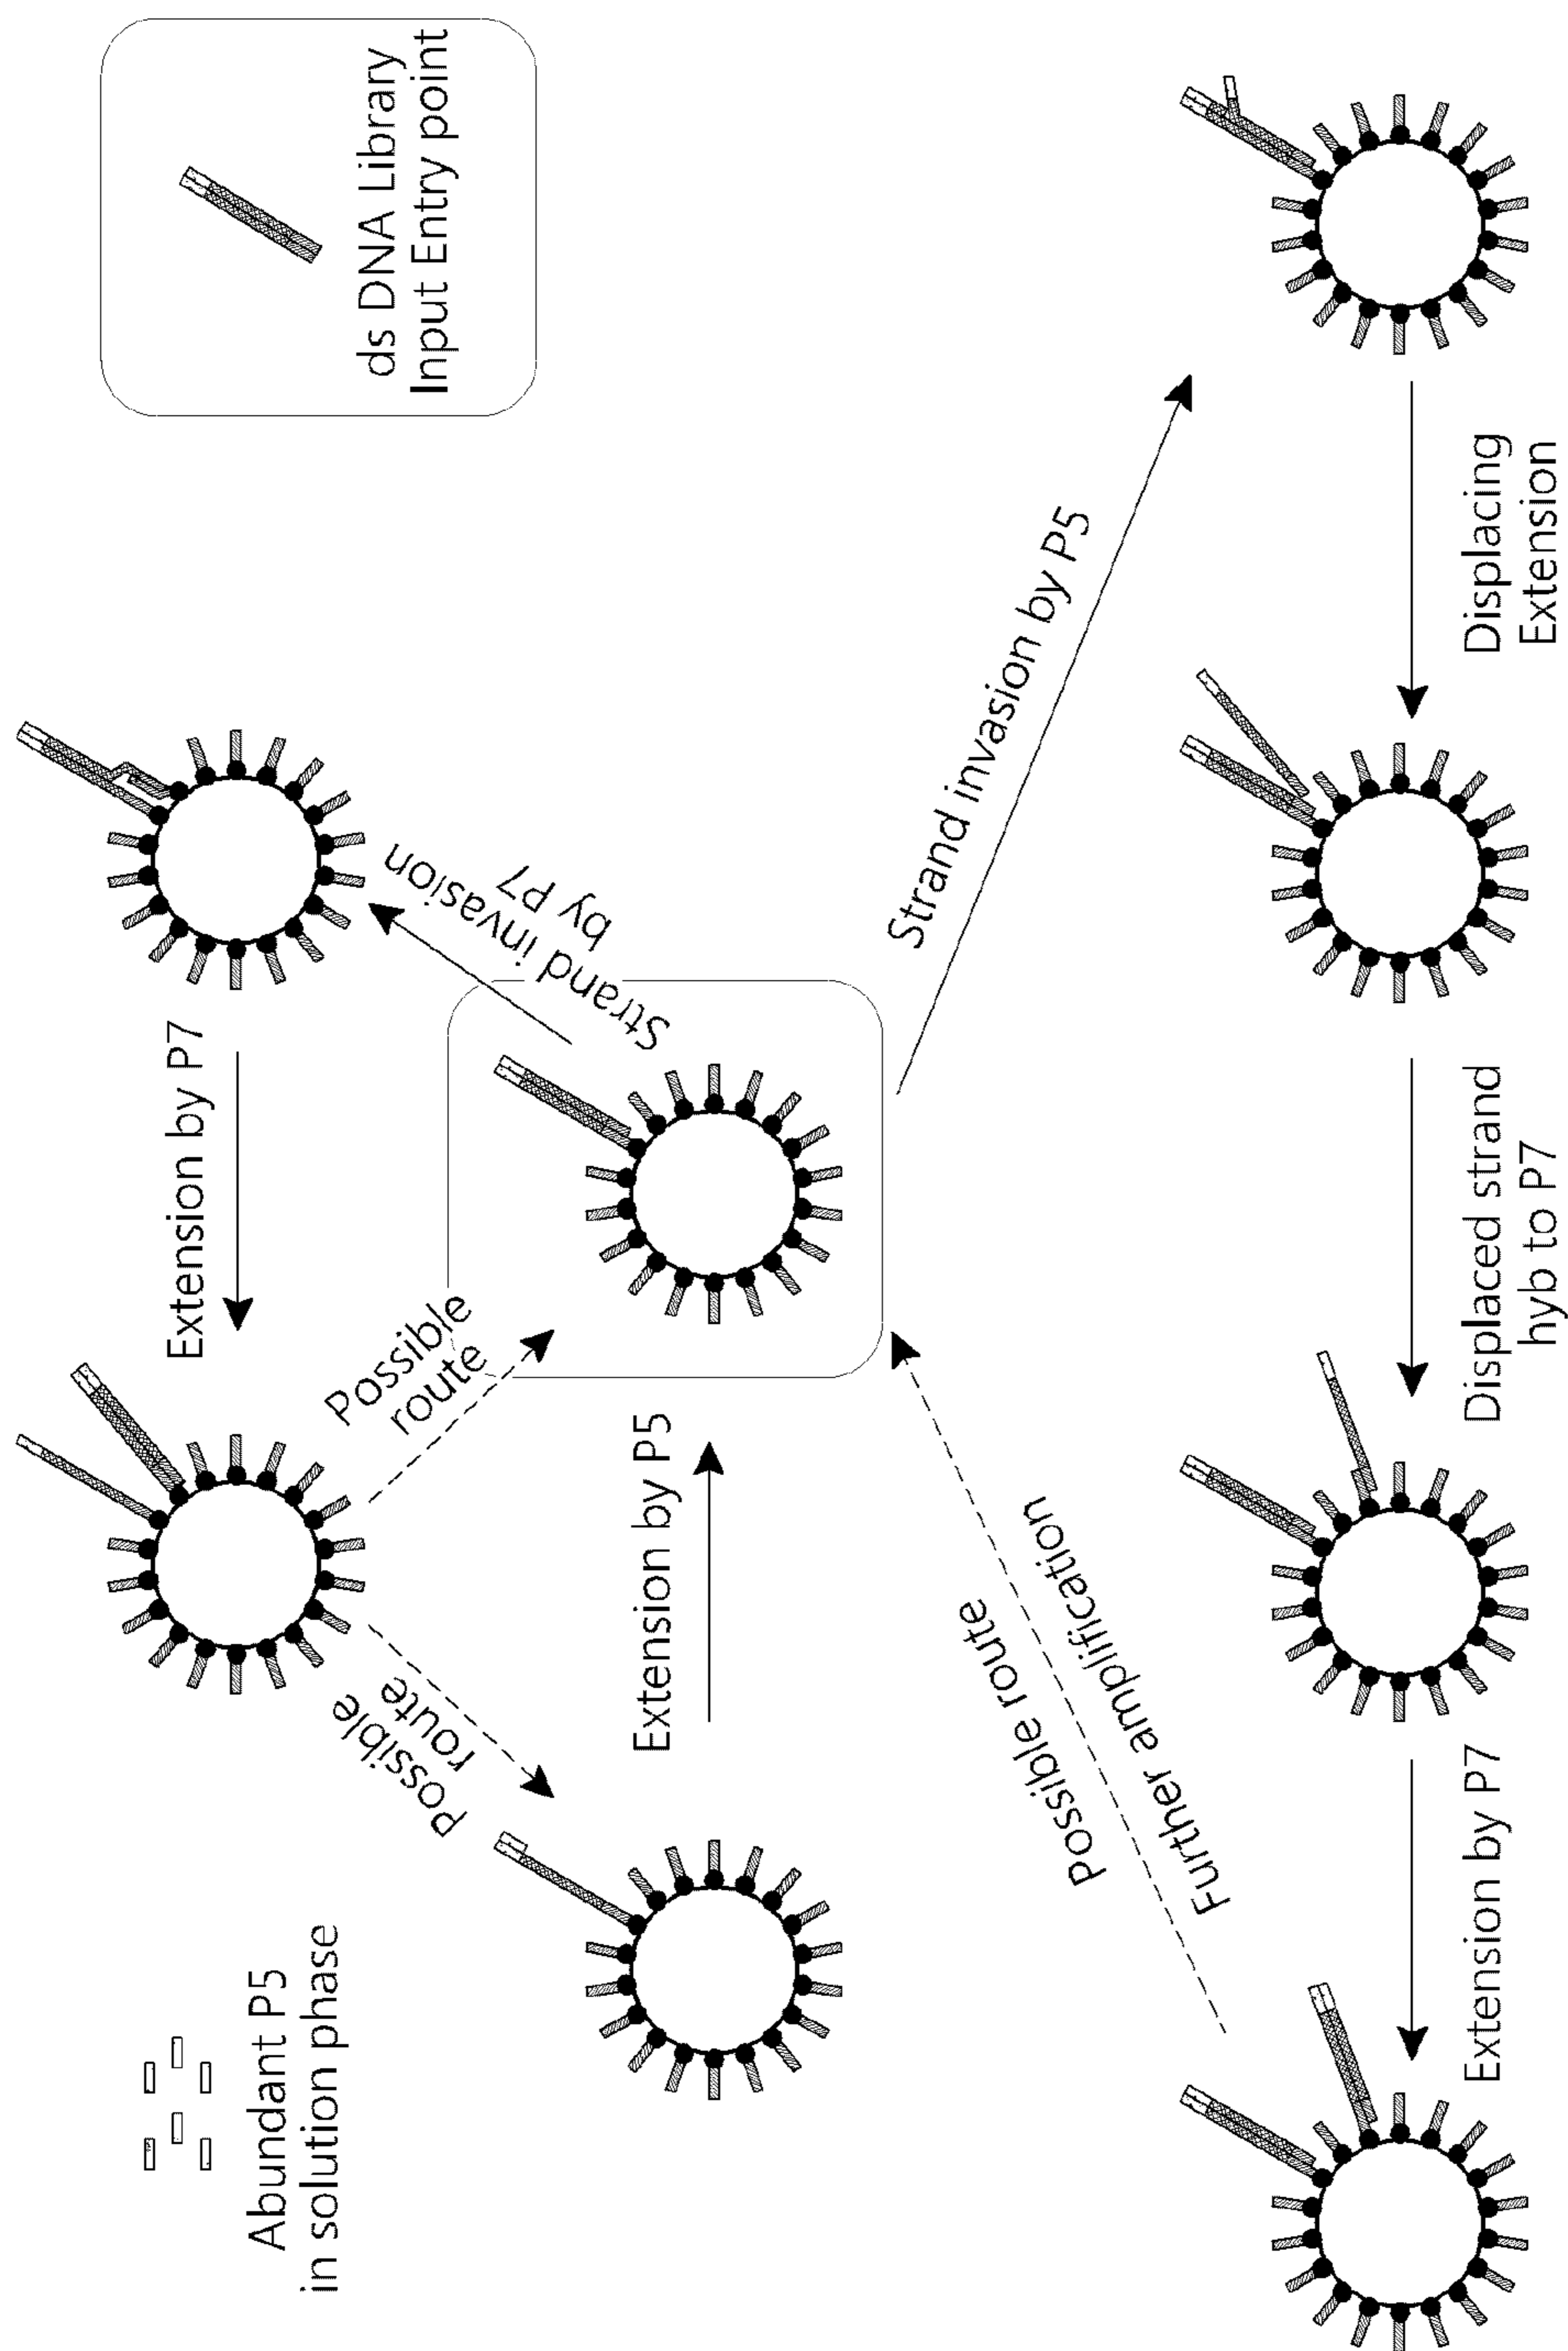 Abundant P5
in solution phase
Possible
route
Extension by P7
Possible
route
Extension by P5
Strand invasion
by P7
ds DNA Library
Input Entry point
Strand invasion by P5
Possible route
Further amplification
Extension by P7
Displaced strand
hyb to P7
Displacing
Extension